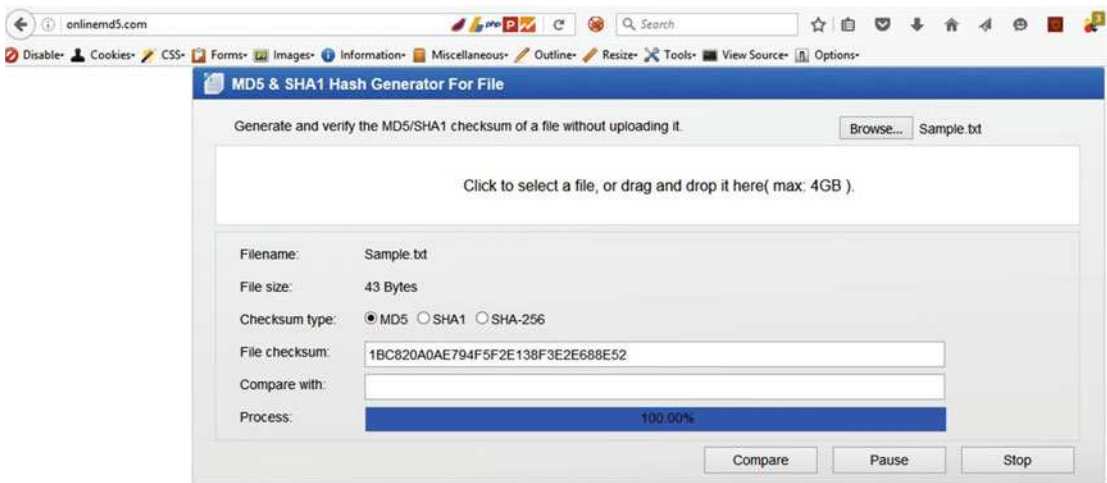 onlinemd5.com Search 3
Disable- Cookies- CSS- Forms- Images- Information- Miscellaneous- Outline- Resize- Tools- View Source- Options-
MD5 & SHA1 Hash Generator For File
Generate and verify the MD5/SHA1 checksum of a file without uploading it. Browse... Sample.txt
Click to select a file, or drag and drop it here( max: 4GB ).
Filename: Sample.txt
File size: 43 Bytes
Checksum type: MD5 SHA1 SHA-256
File checksum: 1BC820A0AE794F5F2E138F3E2E688E52
Compare with:
Process: 100.00%
Compare Pause Stop